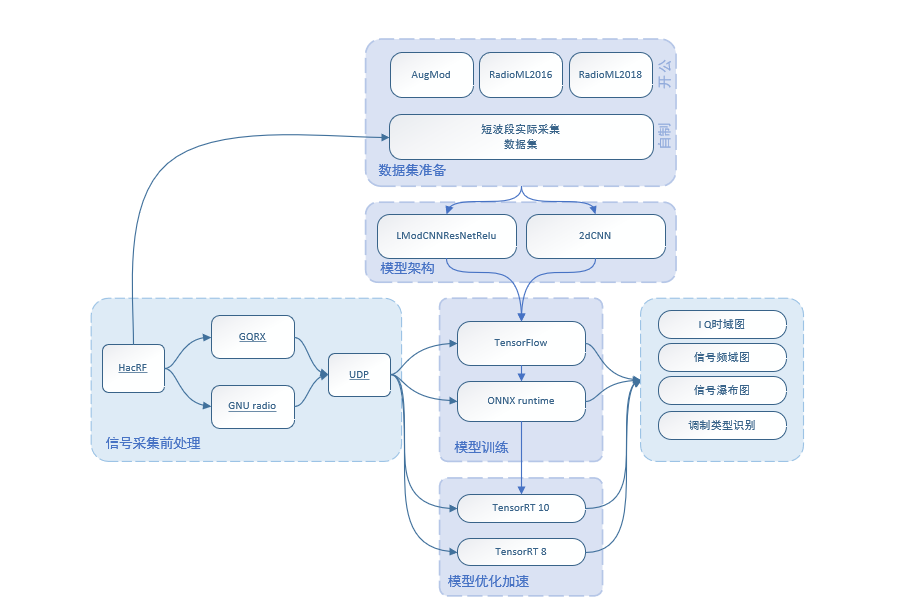 AugMod
RadioML2016
RadioML2018
公开
短波段实际采集
数据集
自制
数据集准备
LModCNNResNetRelu
2dCNN
模型架构
HacRF
GQRX
GNU radio
UDP
信号采集前处理
TensorFlow
ONNX runtime
模型训练
TensorRT 10
TensorRT 8
模型优化加速
I Q时域图
信号频域图
信号瀑布图
调制类型识别